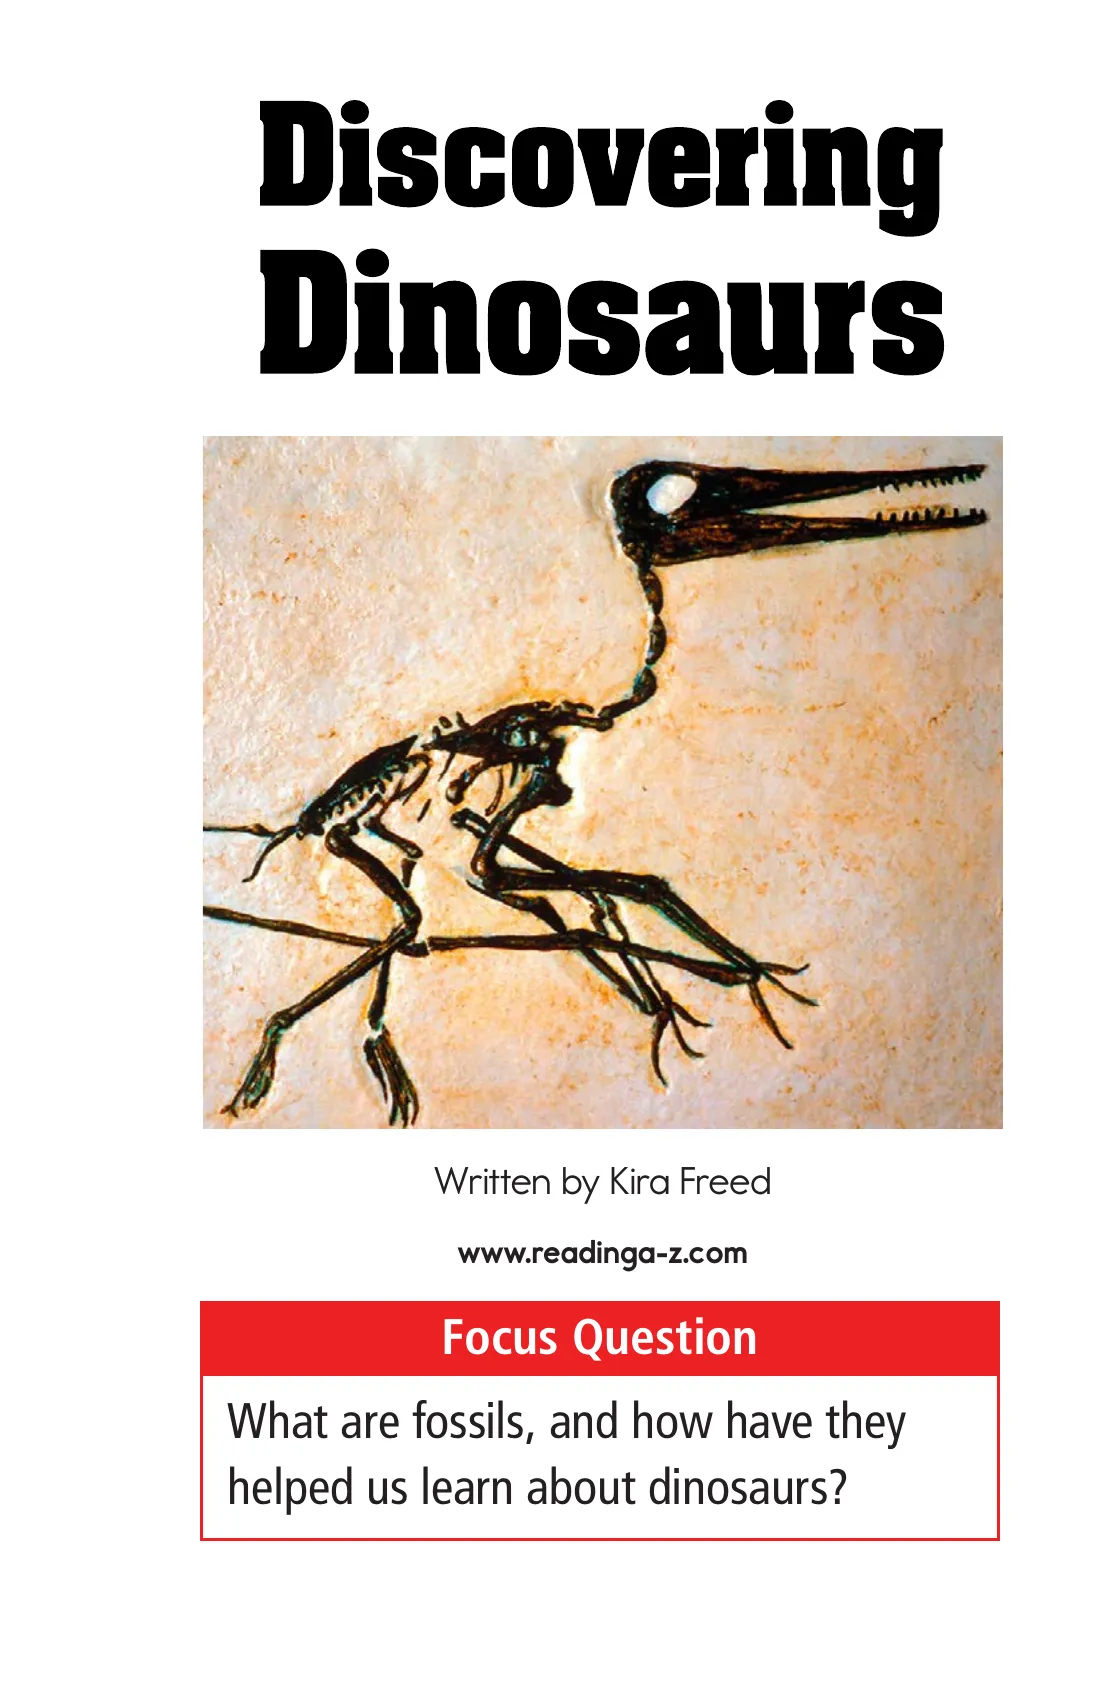 Discovering
Dinosaurs
Written by Kira Freed
www.readinga-z.com
Focus Question
What are fossils, and how have they
helped us learn about dinosaurs?